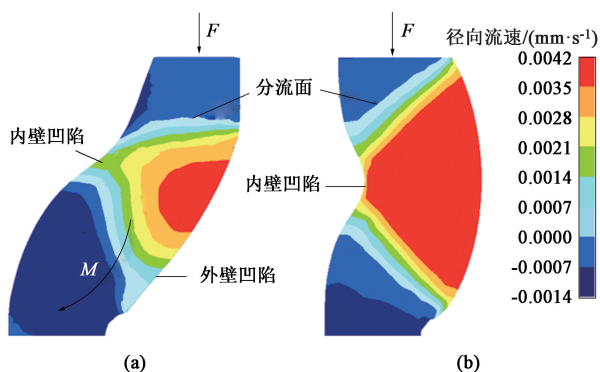 F
F
径向流速/(mm·s⁻¹)
0.0042
0.0035
0.0028
0.0021
0.0014
0.0007
0.0000
-0.0007
-0.0014
分流面
内壁凹陷
内壁凹陷
外壁凹陷
M
(a)
(b)